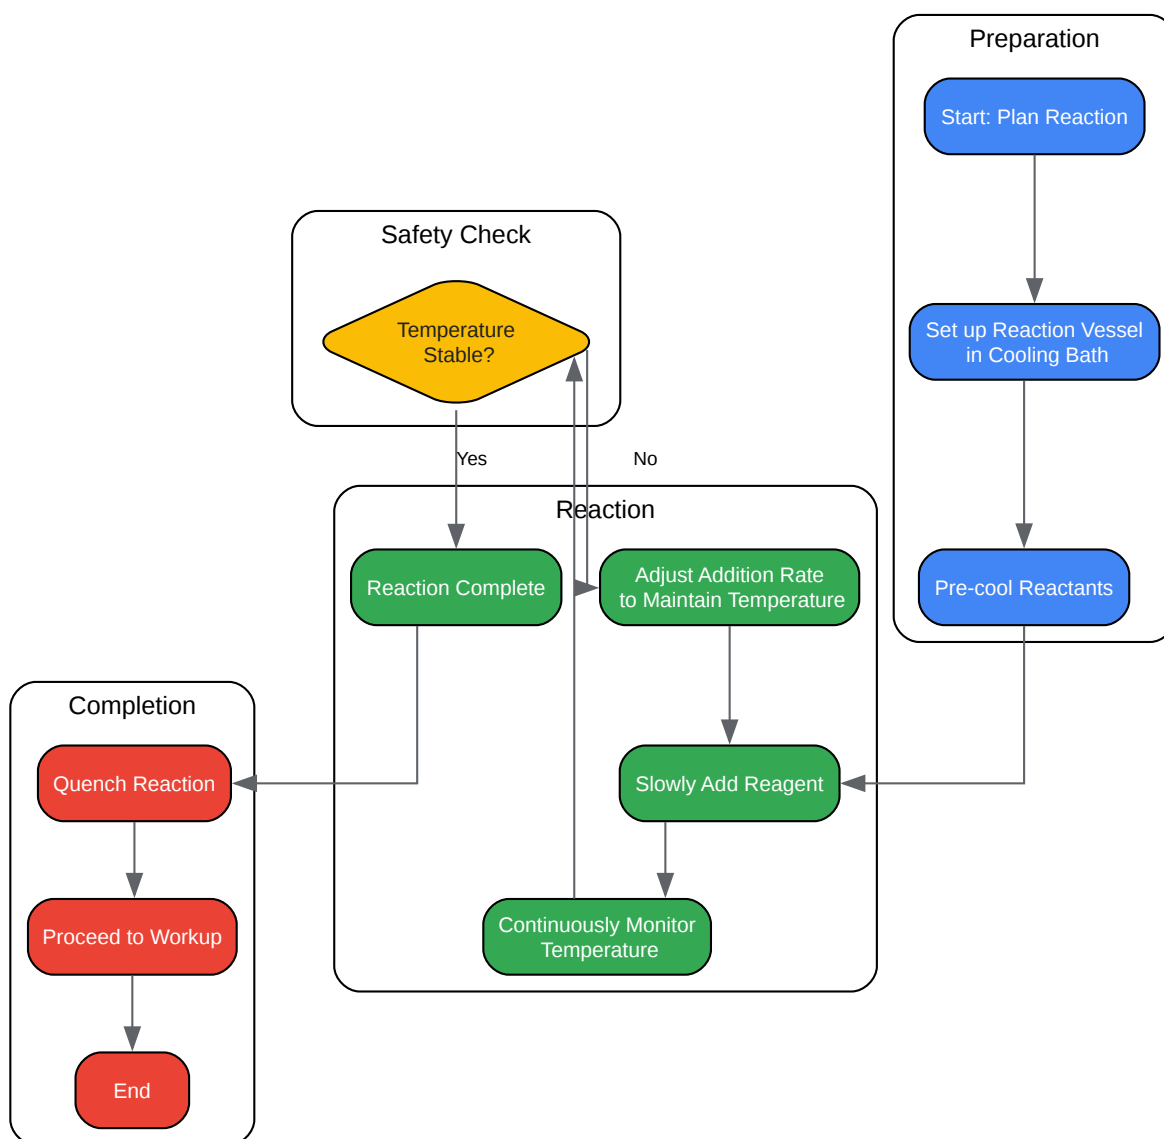 Preparation
Start: Plan Reaction
Set up Reaction Vessel
in Cooling Bath
Pre-cool Reactants
Safety Check
Temperature
Stable?
Yes
No
Reaction
Reaction Complete
Adjust Addition Rate
to Maintain Temperature
Slowly Add Reagent
Continuously Monitor
Temperature
Completion
Quench Reaction
Proceed to Workup
End